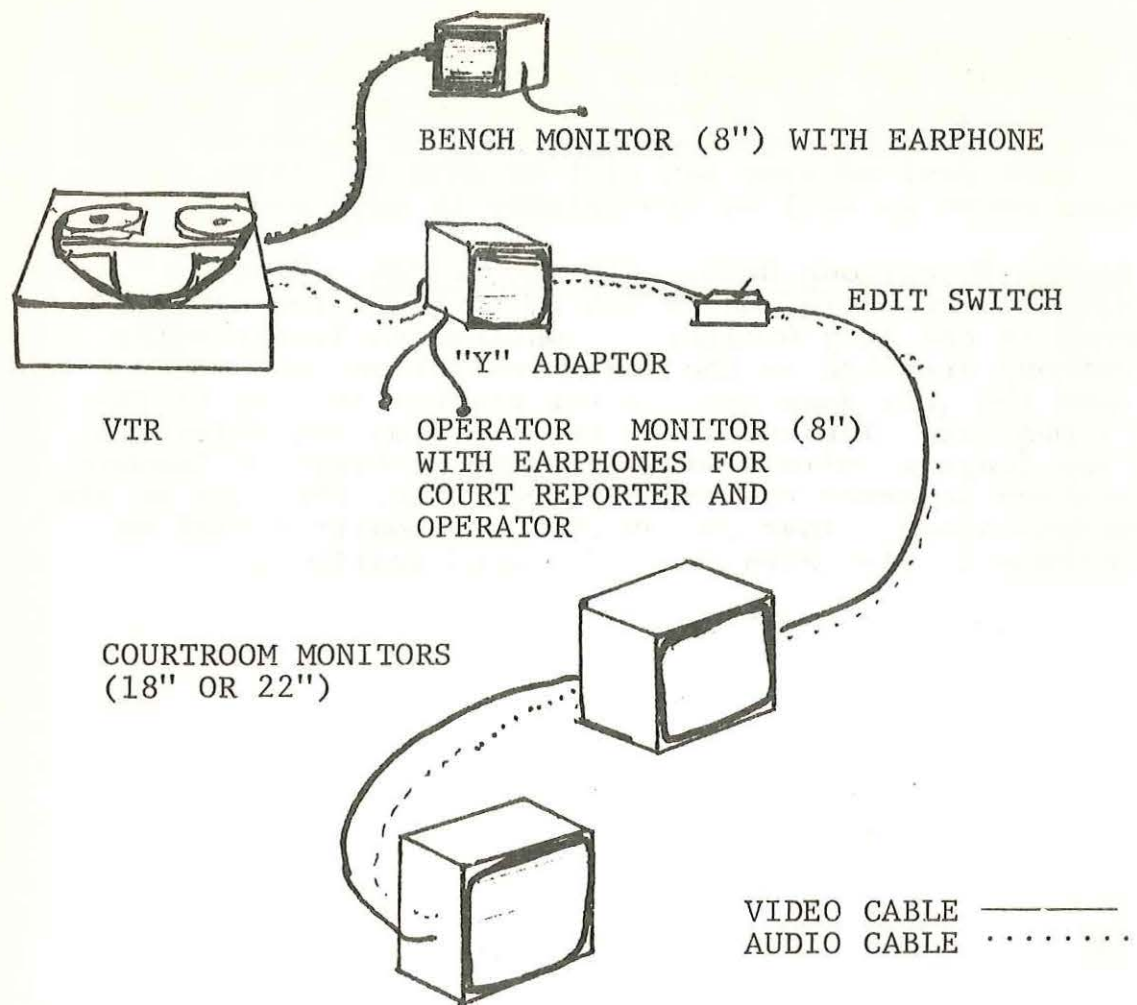 BENCH MONITOR (8") WITH EARPHONE
EDIT SWITCH
"Y" ADAPTOR
VTR
OPERATOR MONITOR (8")
WITH EARPHONES FOR
COURT REPORTER AND
OPERATOR
COURTROOM MONITORS
(18" OR 22")
VIDEO CABLE
AUDIO CABLE